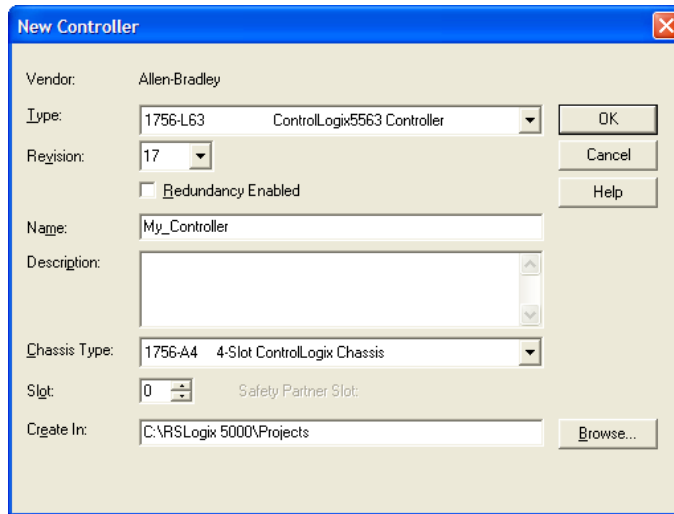 New Controller
Vendor: Allen-Bradley
Type: 1756-L63 ControlLogix5563 Controller OK
Revision: 17 Cancel
Redundancy Enabled Help
Name: My_Controller
Description:
Chassis Type: 1756-A4 4-Slot ControlLogix Chassis
Slot: 0 Safety Partner Slot:
Create In: C:\RSLogix 5000\Projects Browse...